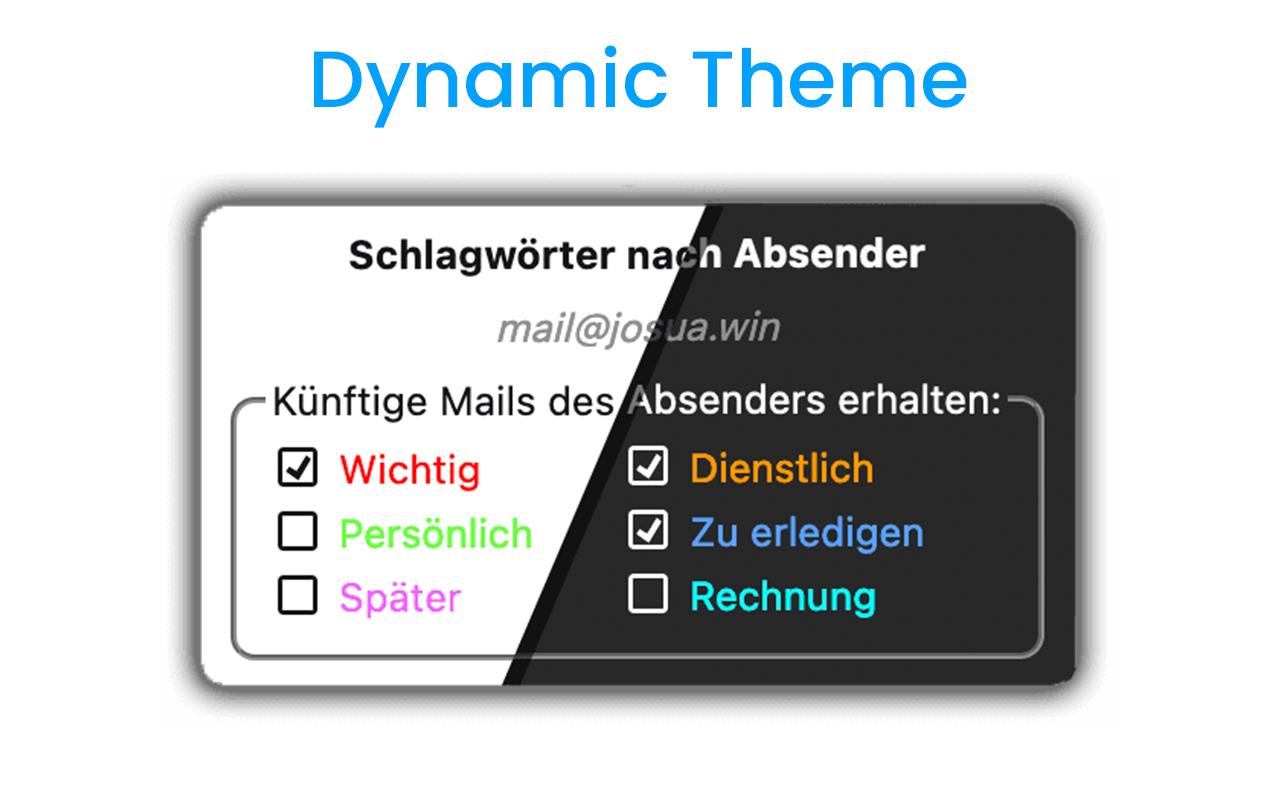 Dynamic Theme
Schlagwörter nach Absender
mail@josua.win
Künftige Mails des Absenders erhalten:
Wichtig Dienstlich
Persönlich Zu erledigen
Später Rechnung